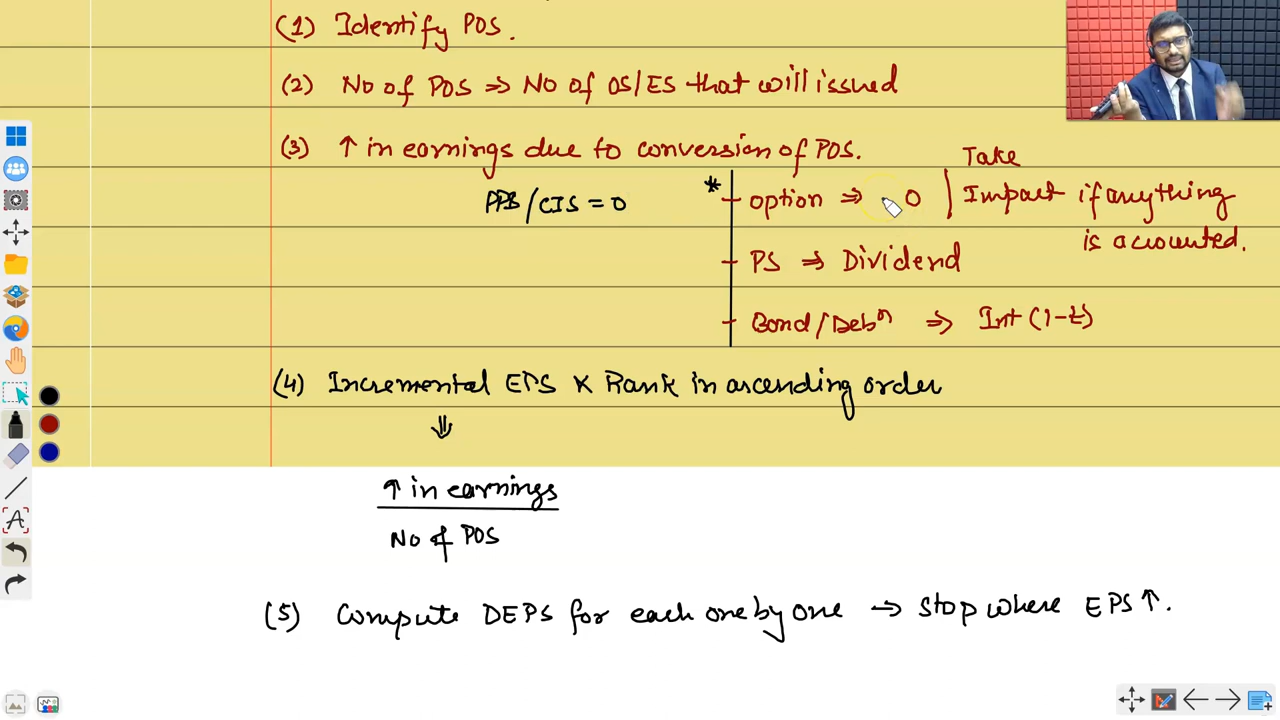 (1) Identify POS.
(2) No of POS ⇒ No of OS/ES that will issued
(3) ↑ in earnings due to conversion of POS.
PPS/CIS = 0
* option ⇒ 0 | Take Impact if anything is accounted.
PS ⇒ Dividend
Bond/Debⁿ ⇒ Int (1-t)
(4) Incremental EPS & Rank in ascending order
⇓
↑ in earnings
No of POS
(5) Compute DEPS for each one by one → Stop where EPS ↑.